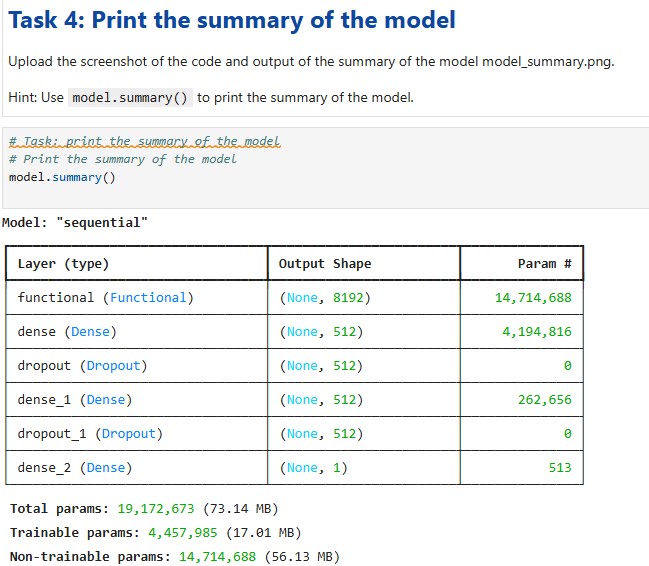 Task 4: Print the summary of the model
Upload the screenshot of the code and output of the summary of the model model_summary.png.
Hint: Use model.summary() to print the summary of the model.
# Task: print the summary of the model
# Print the summary of the model
model.summary()
Model: "sequential"
Layer (type) Output Shape Param #
functional (Functional) (None, 8192) 14,714,688
dense (Dense) (None, 512) 4,194,816
dropout (Dropout) (None, 512) 0
dense_1 (Dense) (None, 512) 262,656
dropout_1 (Dropout) (None, 512) 0
dense_2 (Dense) (None, 1) 513
Total params: 19,172,673 (73.14 MB)
Trainable params: 4,457,985 (17.01 MB)
Non-trainable params: 14,714,688 (56.13 MB)